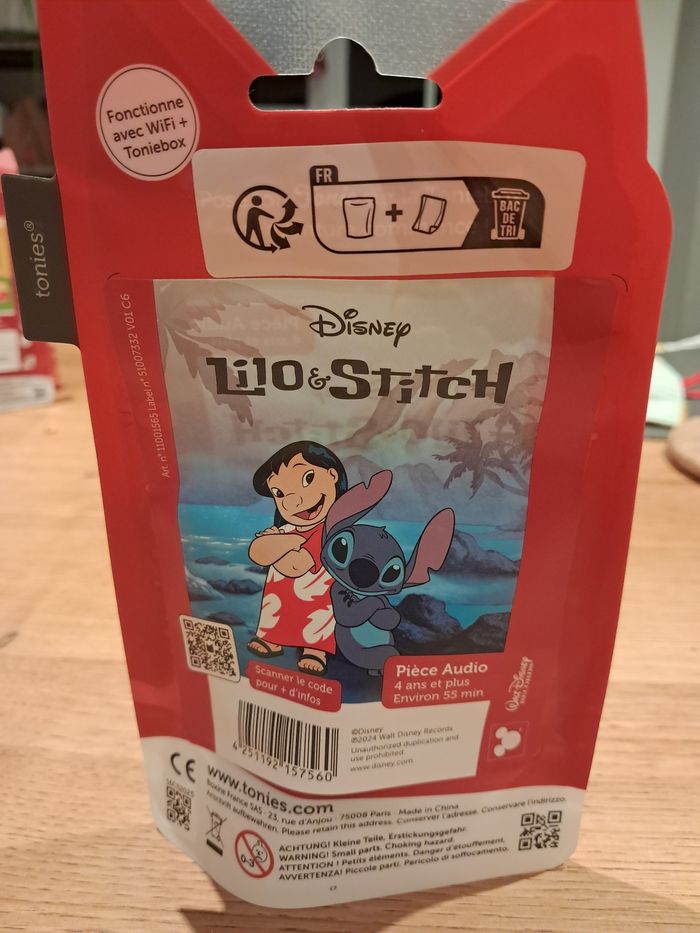 Fonctionne
avec WiFi +
Toniebox
tonies®
FR
+
BAC
DE
TRI
Art. n° 11001565 Label n° 51007332 V01 C6
Disney
Lilo & Stitch
Scanner le code
pour + d'infos
Pièce Audio
4 ans et plus
Environ 55 min
Walt Disney
4 251192 157560
©Disney
©2024 Walt Disney Records
Unauthorized duplication and
use prohibited.
www.disney.com
CE
www.tonies.com
Boxine France SAS · 23, rue d'Anjou · 75008 Paris · Made in China
Anschrift aufbewahren. Please retain this address. Conserver l'adresse. Conservare l'indirizzo.
0-3
ACHTUNG! Kleine Teile, Erstickungsgefahr.
WARNING! Small parts. Choking hazard.
ATTENTION ! Petits éléments. Danger d'étouffement.
AVVERTENZA! Piccole parti. Pericolo di soffocamento.